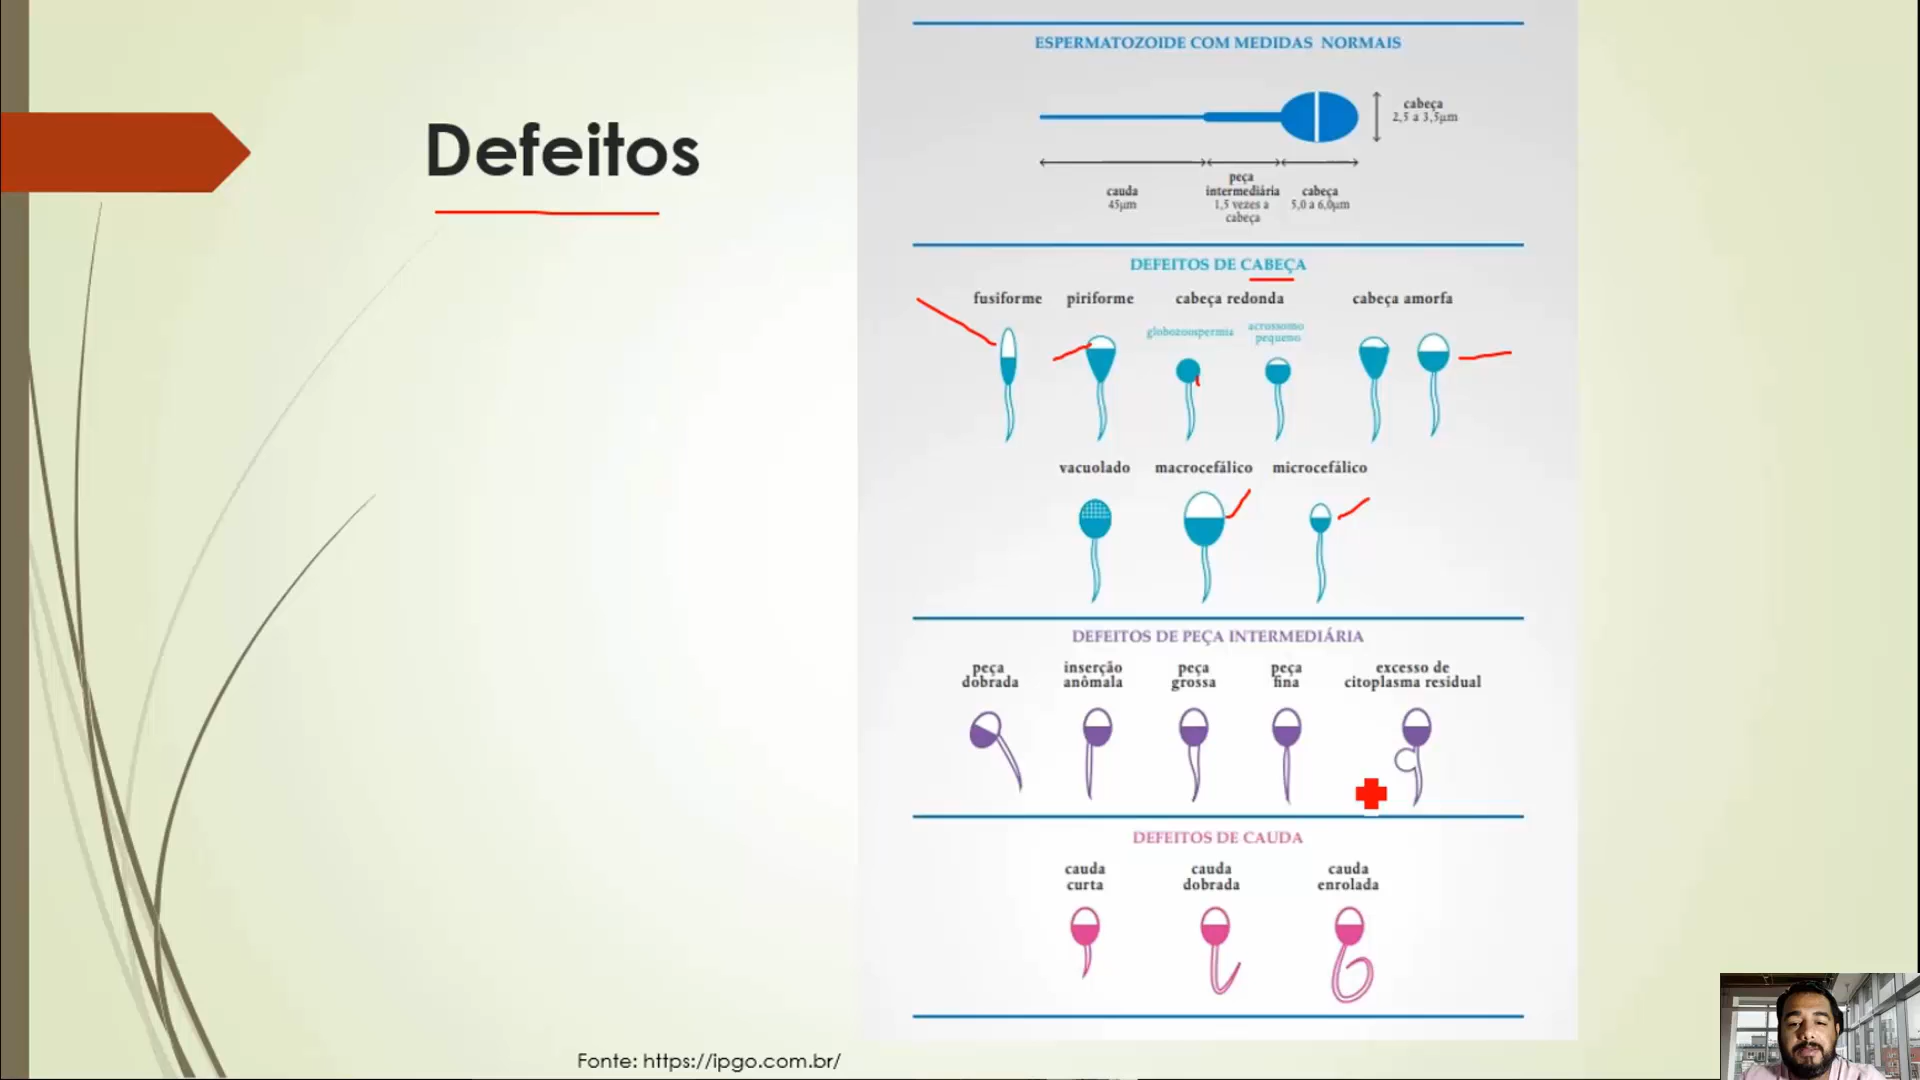 Defeitos
ESPERMATOZOIDE COM MEDIDAS NORMAIS
cabeça
2,5 a 3,5µm
cauda
45µm
peça
intermediária
1,5 vezes a
cabeça
cabeça
5,0 a 6,0µm
DEFEITOS DE CABEÇA
fusiforme
piriforme
cabeça redonda
cabeça amorfa
globozoospermia
acrossomo
pequeno
vacuolado
macrocefálico
microcefálico
DEFEITOS DE PEÇA INTERMEDIÁRIA
peça
dobrada
inserção
anômala
peça
grossa
peça
fina
excesso de
citoplasma residual
DEFEITOS DE CAUDA
cauda
curta
cauda
dobrada
cauda
enrolada
Fonte: https://ipgo.com.br/